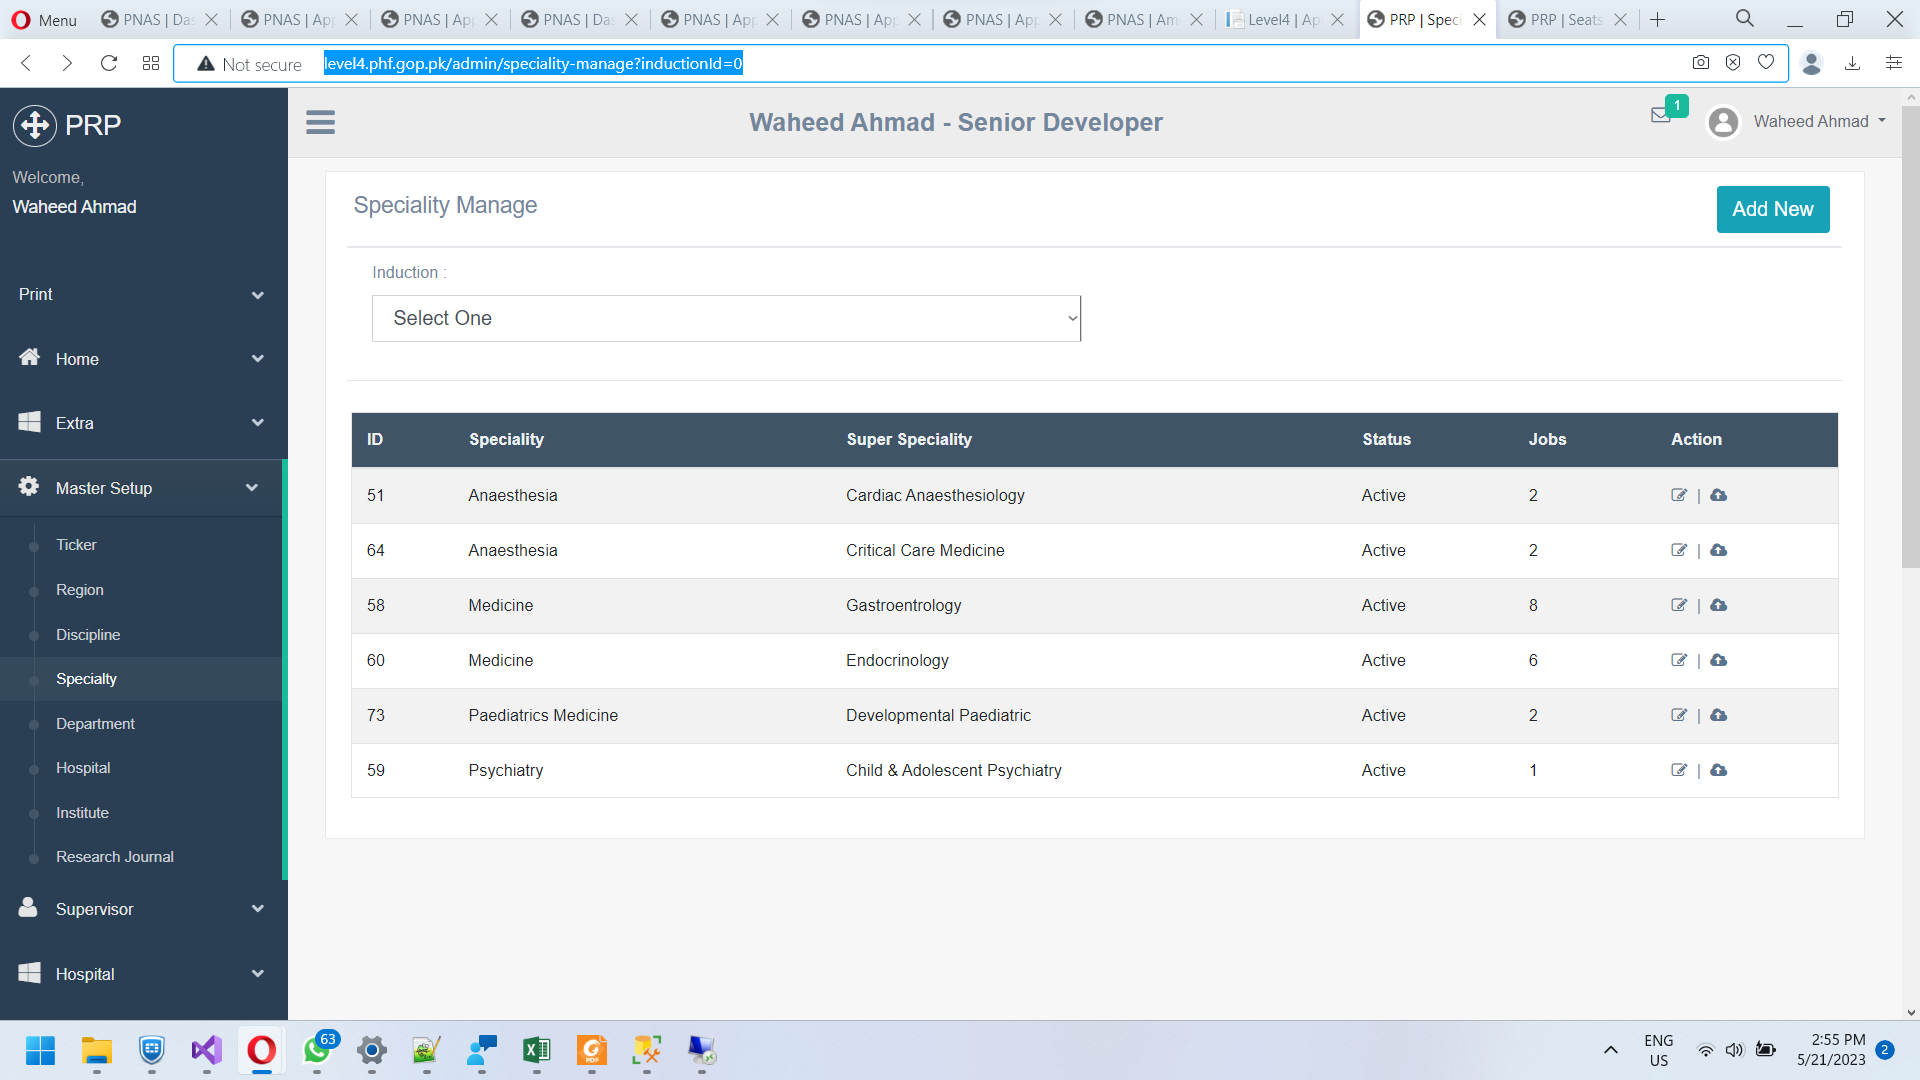 Menu
PNAS | Das
PNAS | App
PNAS | App
PNAS | Das
PNAS | App
PNAS | App
PNAS | App
PNAS | Am
Level4 | Ap
PRP | Speci
PRP | Seats
Not secure
level4.phf.gop.pk/admin/speciality-manage?inductionId=0
PRP
Welcome,
Waheed Ahmad
Print
Home
Extra
Master Setup
Ticker
Region
Discipline
Specialty
Department
Hospital
Institute
Research Journal
Supervisor
Hospital
Waheed Ahmad - Senior Developer
1
Waheed Ahmad
Speciality Manage
Add New
Induction :
Select One
ID Speciality Super Speciality Status Jobs Action
51 Anaesthesia Cardiac Anaesthesiology Active 2 |
64 Anaesthesia Critical Care Medicine Active 2 |
58 Medicine Gastroentrology Active 8 |
60 Medicine Endocrinology Active 6 |
73 Paediatrics Medicine Developmental Paediatric Active 2 |
59 Psychiatry Child & Adolescent Psychiatry Active 1 |
63
PDF
ENG
US
2:55 PM
5/21/2023
2